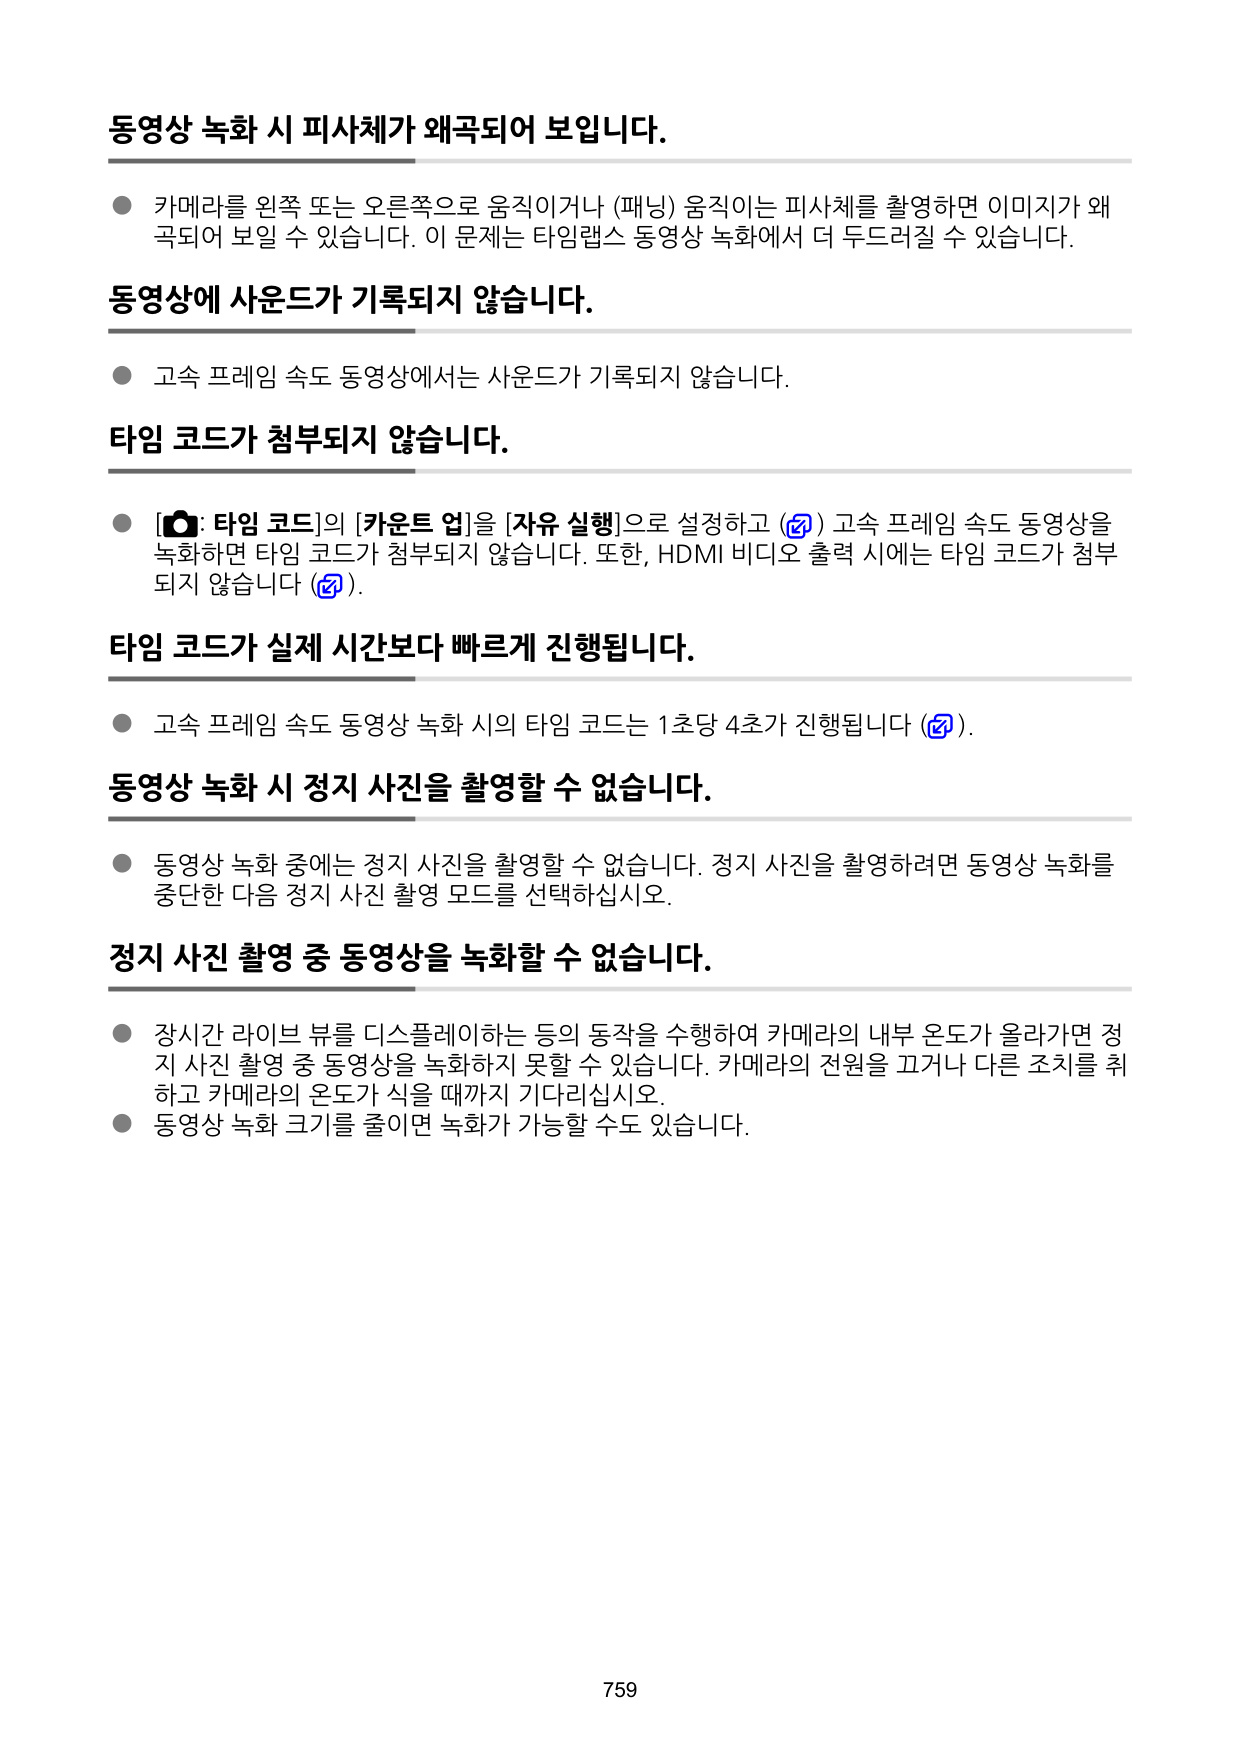 동영상 녹화 시 피사체가 왜곡되어 보입니다.
● 카메라를 왼쪽 또는 오른쪽으로 움직이거나 (패닝) 움직이는 피사체를 촬영하면 이미지가 왜
곡되어 보일 수 있습니다. 이 문제는 타임랩스 동영상 녹화에서 더 두드러질 수 있습니다.
동영상에 사운드가 기록되지 않습니다.
● 고속 프레임 속도 동영상에서는 사운드가 기록되지 않습니다.
타임 코드가 첨부되지 않습니다.
● [: 타임 코드]의 [카운트 업]을 [자유 실행]으로 설정하고 () 고속 프레임 속도 동영상을
녹화하면 타임 코드가 첨부되지 않습니다. 또한, HDMI 비디오 출력 시에는 타임 코드가 첨부
되지 않습니다 ().
타임 코드가 실제 시간보다 빠르게 진행됩니다.
● 고속 프레임 속도 동영상 녹화 시의 타임 코드는 1초당 4초가 진행됩니다 ().
동영상 녹화 시 정지 사진을 촬영할 수 없습니다.
● 동영상 녹화 중에는 정지 사진을 촬영할 수 없습니다. 정지 사진을 촬영하려면 동영상 녹화를
중단한 다음 정지 사진 촬영 모드를 선택하십시오.
정지 사진 촬영 중 동영상을 녹화할 수 없습니다.
● 장시간 라이브 뷰를 디스플레이하는 등의 동작을 수행하여 카메라의 내부 온도가 올라가면 정
지 사진 촬영 중 동영상을 녹화하지 못할 수 있습니다. 카메라의 전원을 끄거나 다른 조치를 취
하고 카메라의 온도가 식을 때까지 기다리십시오.
● 동영상 녹화 크기를 줄이면 녹화가 가능할 수도 있습니다.
759